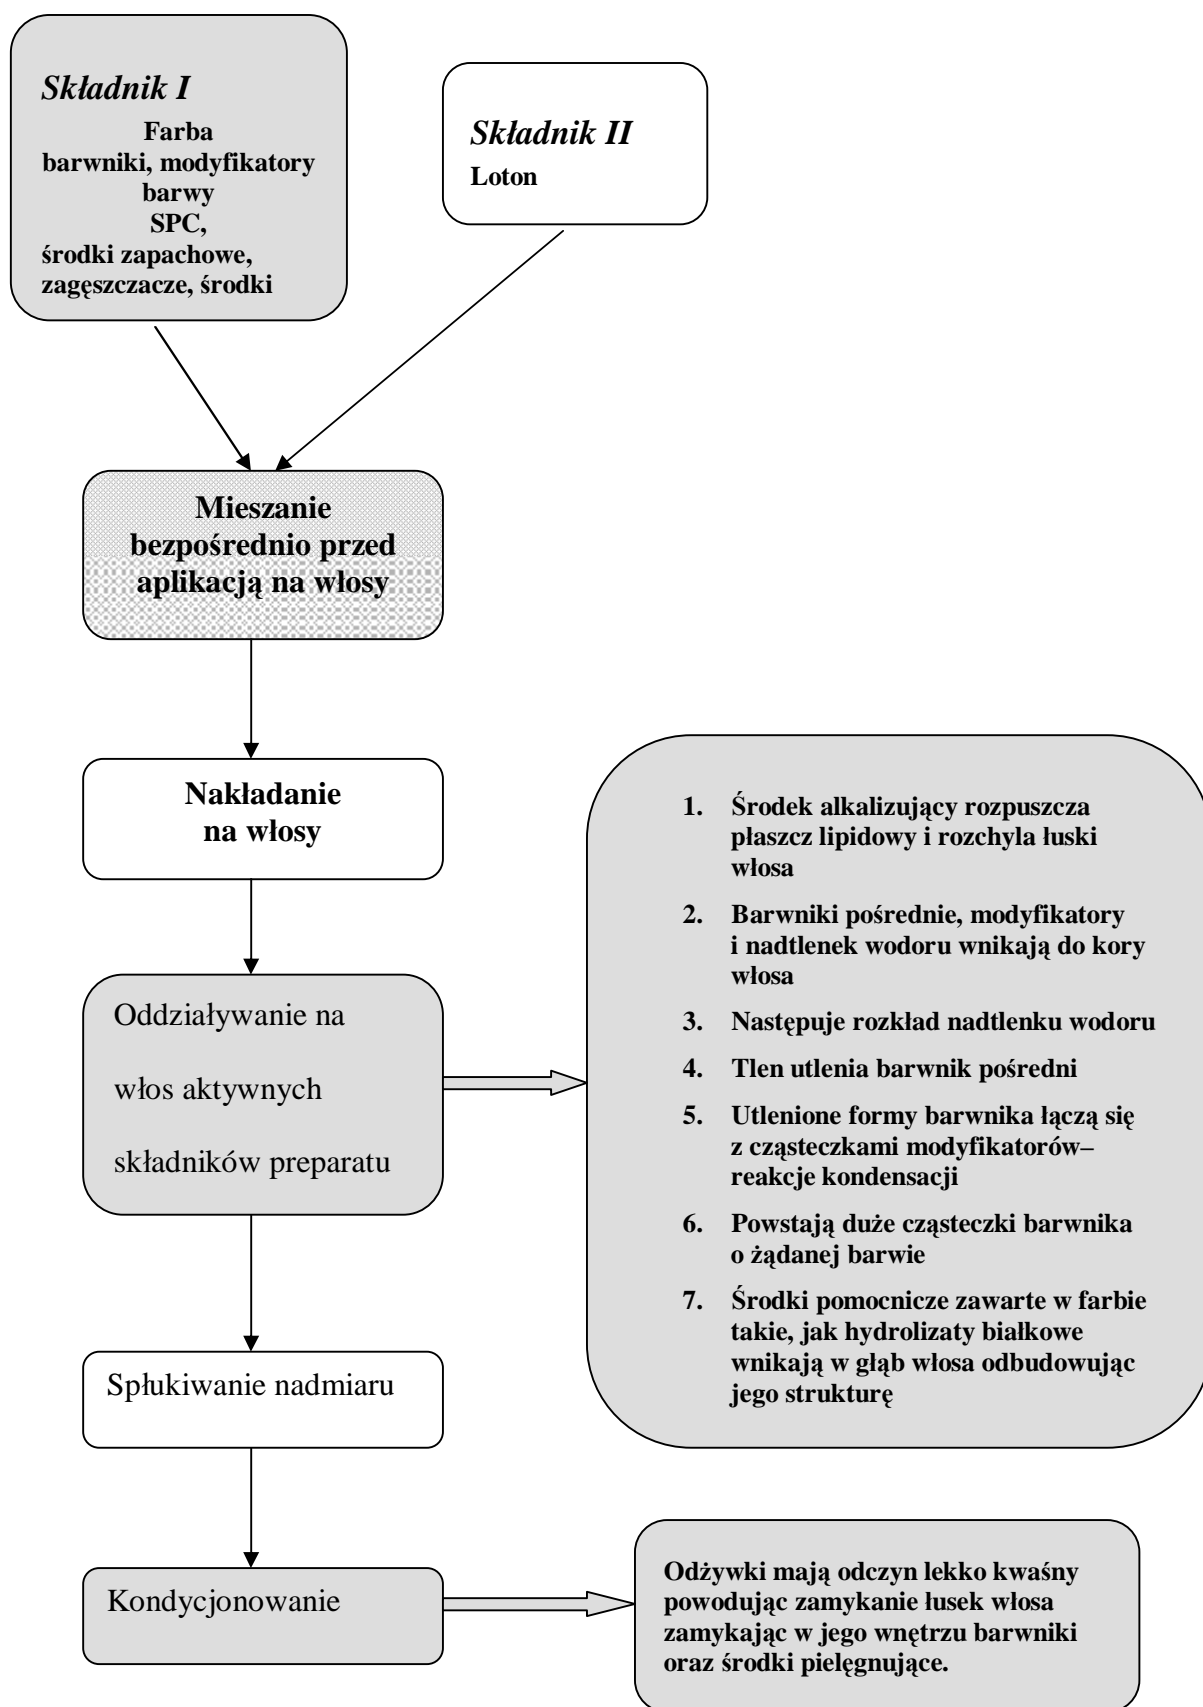 Składnik I
Farba
barwniki, modyfikatory
barwy
SPC,
środki zapachowe,
zagęszczacze, środki
Składnik II
Loton
Mieszanie
bezpośrednio przed
aplikacją na włosy
Nakładanie
na włosy
Oddziaływanie na
włos aktywnych
składników preparatu
1. Środek alkalizujący rozpuszcza
płaszcz lipidowy i rozchyla łuski
włosa
2. Barwniki pośrednie, modyfikatory
i nadtlenek wodoru wnikają do kory
włosa
3. Następuje rozkład nadtlenku wodoru
4. Tlen utlenia barwnik pośredni
5. Utlenione formy barwnika łączą się
z cząsteczkami modyfikatorów–
reakcje kondensacji
6. Powstają duże cząsteczki barwnika
o żądanej barwie
7. Środki pomocnicze zawarte w farbie
takie, jak hydrolizaty białkowe
wnikają w głąb włosa odbudowując
jego strukturę
Spłukiwanie nadmiaru
Kondycjonowanie
Odżywki mają odczyn lekko kwaśny
powodując zamykanie łusek włosa
zamykając w jego wnętrzu barwniki
oraz środki pielęgnujące.